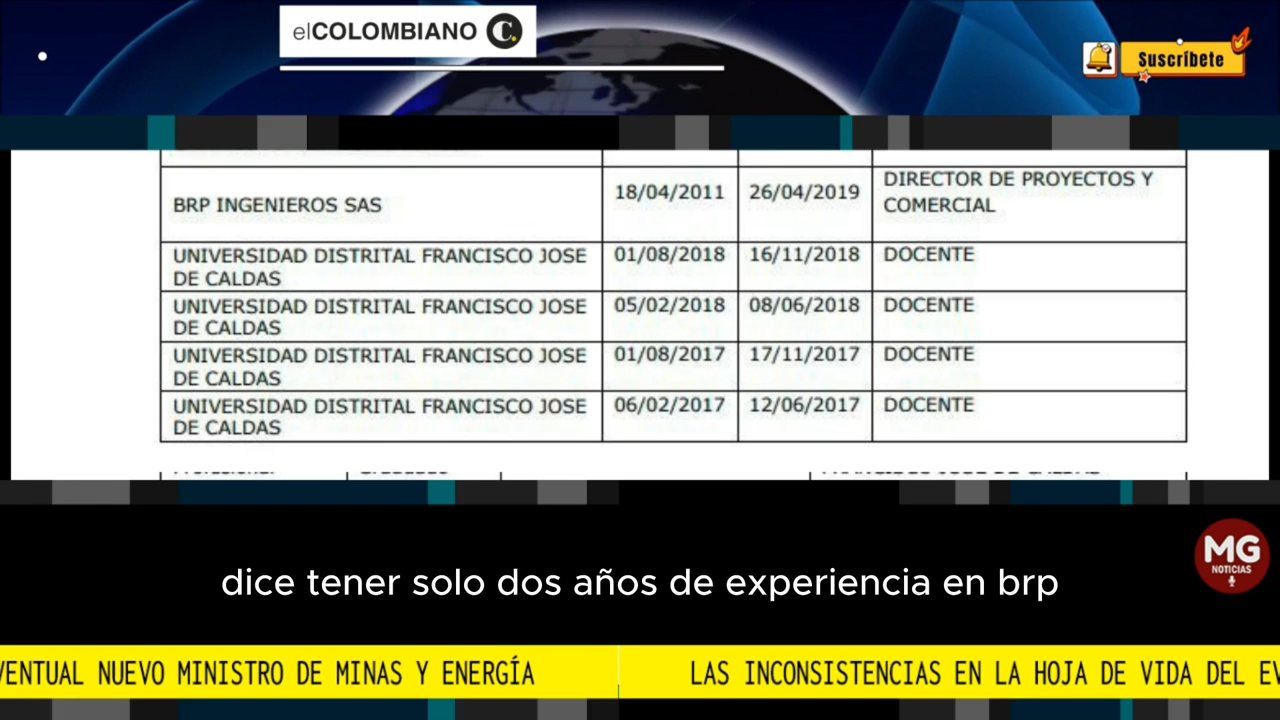 elCOLOMBIANO C.
Suscríbete
BRP INGENIEROS SAS
18/04/2011
26/04/2019
DIRECTOR DE PROYECTOS Y
COMERCIAL
UNIVERSIDAD DISTRITAL FRANCISCO JOSE
DE CALDAS
01/08/2018
16/11/2018
DOCENTE
UNIVERSIDAD DISTRITAL FRANCISCO JOSE
DE CALDAS
05/02/2018
08/06/2018
DOCENTE
UNIVERSIDAD DISTRITAL FRANCISCO JOSE
DE CALDAS
01/08/2017
17/11/2017
DOCENTE
UNIVERSIDAD DISTRITAL FRANCISCO JOSE
DE CALDAS
06/02/2017
12/06/2017
DOCENTE
MG
NOTICIAS
dice tener solo dos años de experiencia en brp
VENTUAL NUEVO MINISTRO DE MINAS Y ENERGÍA
LAS INCONSISTENCIAS EN LA HOJA DE VIDA DEL EV